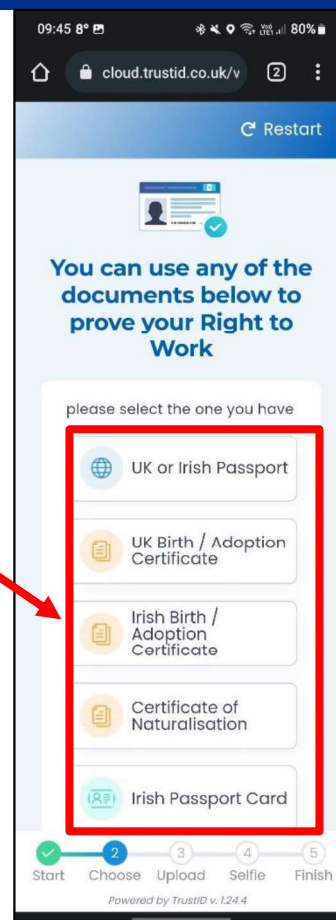 09:45 8° 80%
cloud.trustid.co.uk/v 2
Restart
You can use any of the
documents below to
prove your Right to
Work
please select the one you have
UK or Irish Passport
UK Birth / Adoption
Certificate
Irish Birth /
Adoption
Certificate
Certificate of
Naturalisation
Irish Passport Card
2 3 4 5
Start Choose Upload Selfie Finish
Powered by TrustID v. 1.24.4